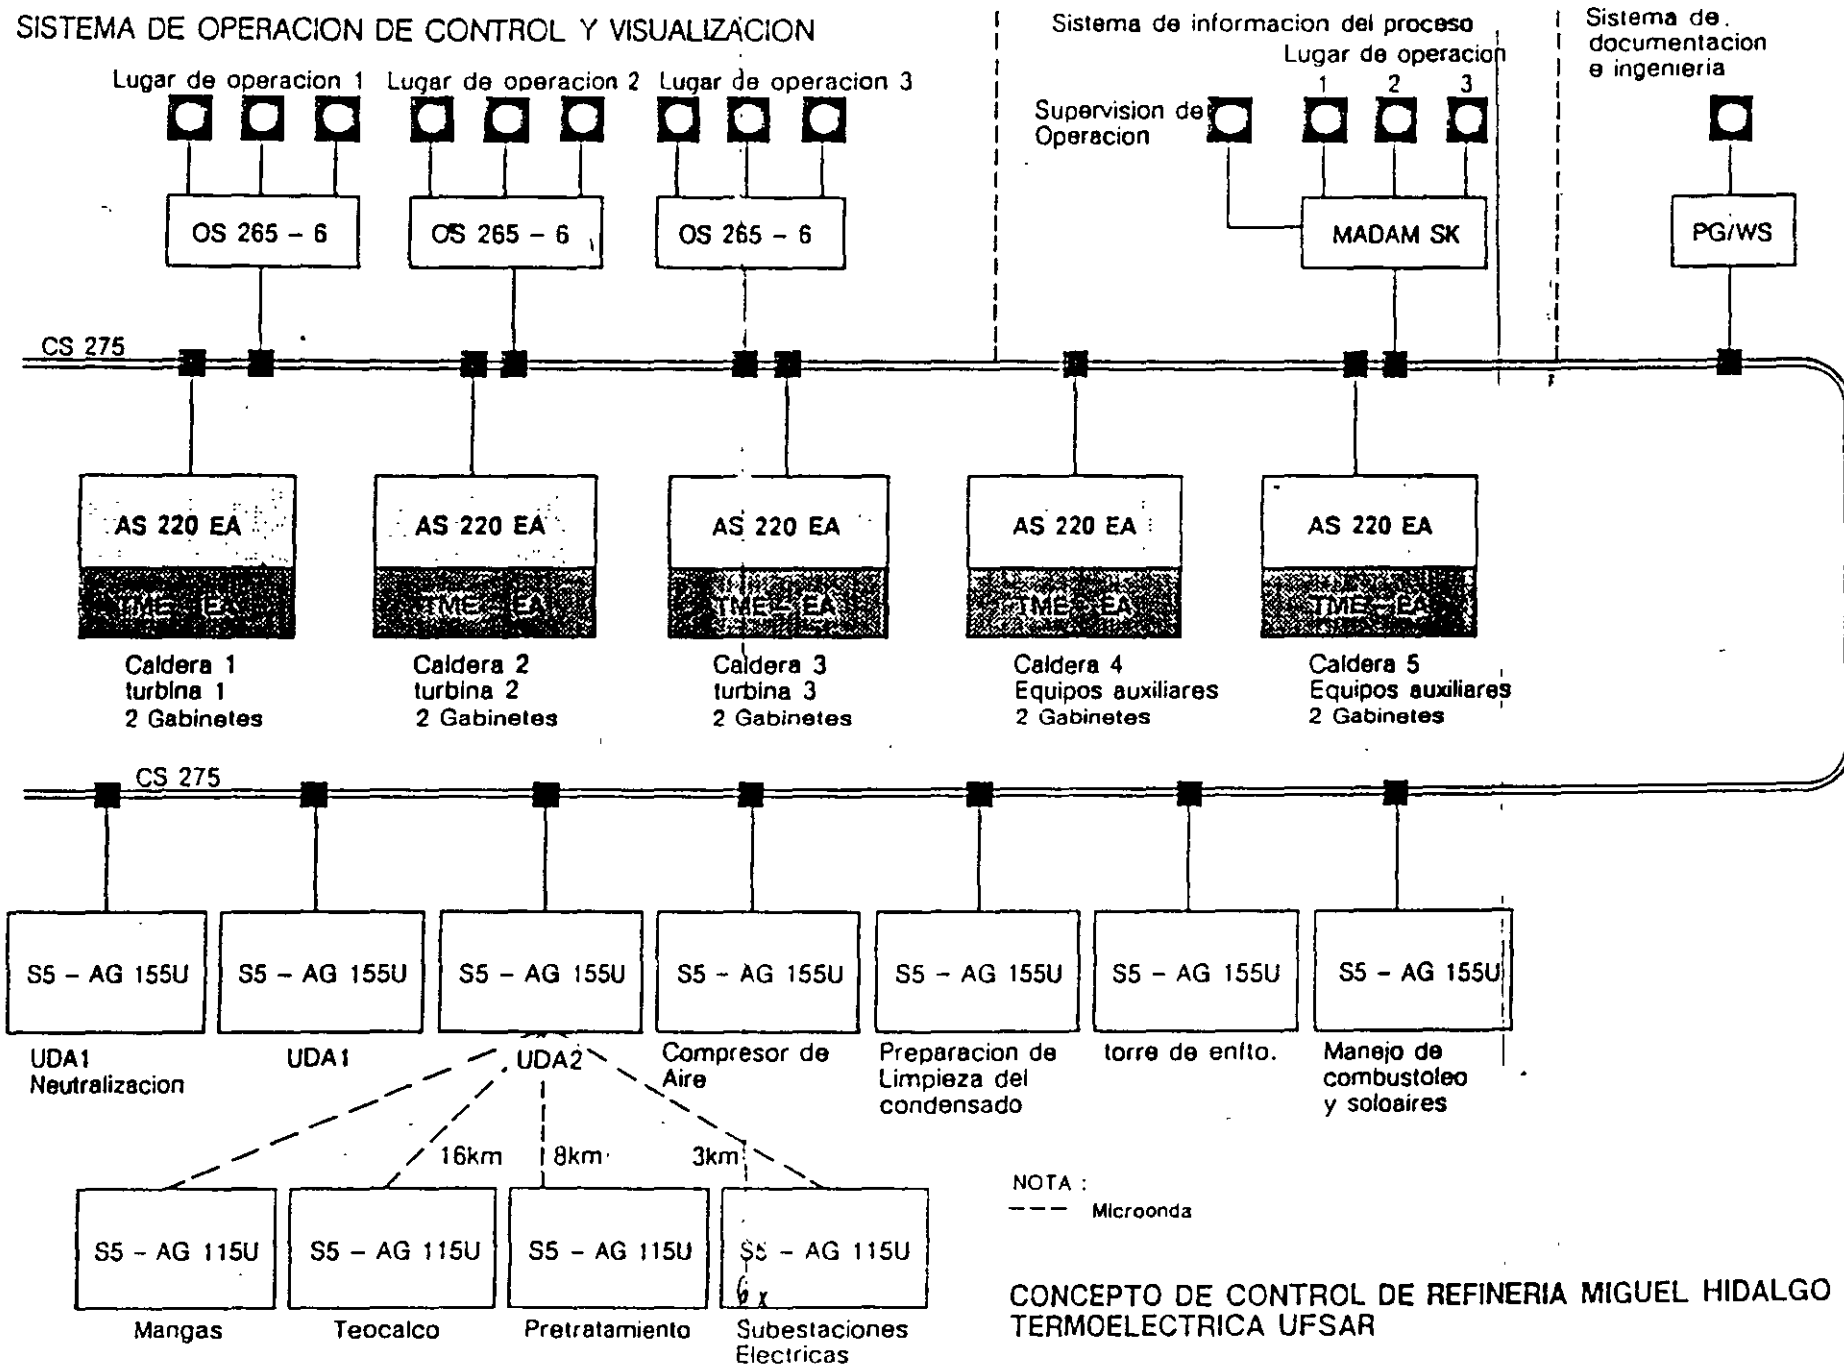 SISTEMA DE OPERACION DE CONTROL Y VISUALIZACION
Lugar de operacion 1
Lugar de operacion 2
Lugar de operacion 3
OS 265 - 6
OS 265 - 6
OS 265 - 6
Sistema de informacion del proceso
Lugar de operacion
1 2 3
Supervision de
Operacion
MADAM SK
Sistema de.
documentacion
e ingenieria
PG/WS
CS 275
AS 220 EA
TME - EA
Caldera 1
turbina 1
2 Gabinetes
AS 220 EA
TME - EA
Caldera 2
turbina 2
2 Gabinetes
AS 220 EA
TME - EA
Caldera 3
turbina 3
2 Gabinetes
AS 220 EA
TME - EA
Caldera 4
Equipos auxiliares
2 Gabinetes
AS 220 EA
TME - EA
Caldera 5
Equipos auxiliares
2 Gabinetes
CS 275
S5 - AG 155U
UDA1
Neutralizacion
S5 - AG 155U
UDA1
S5 - AG 155U
UDA2
S5 - AG 155U
Compresor de
Aire
S5 - AG 155U
Preparacion de
Limpieza del
condensado
S5 - AG 155U
torre de enfto.
S5 - AG 155U
Manejo de
combustoleo
y soloaires
16km
8km
3km
S5 - AG 115U
Mangas
S5 - AG 115U
Teocalco
S5 - AG 115U
Pretratamiento
S5 - AG 115U
6x
Subestaciones
Electricas
NOTA :
--- Microonda
CONCEPTO DE CONTROL DE REFINERIA MIGUEL HIDALGO
TERMOELECTRICA UFSAR